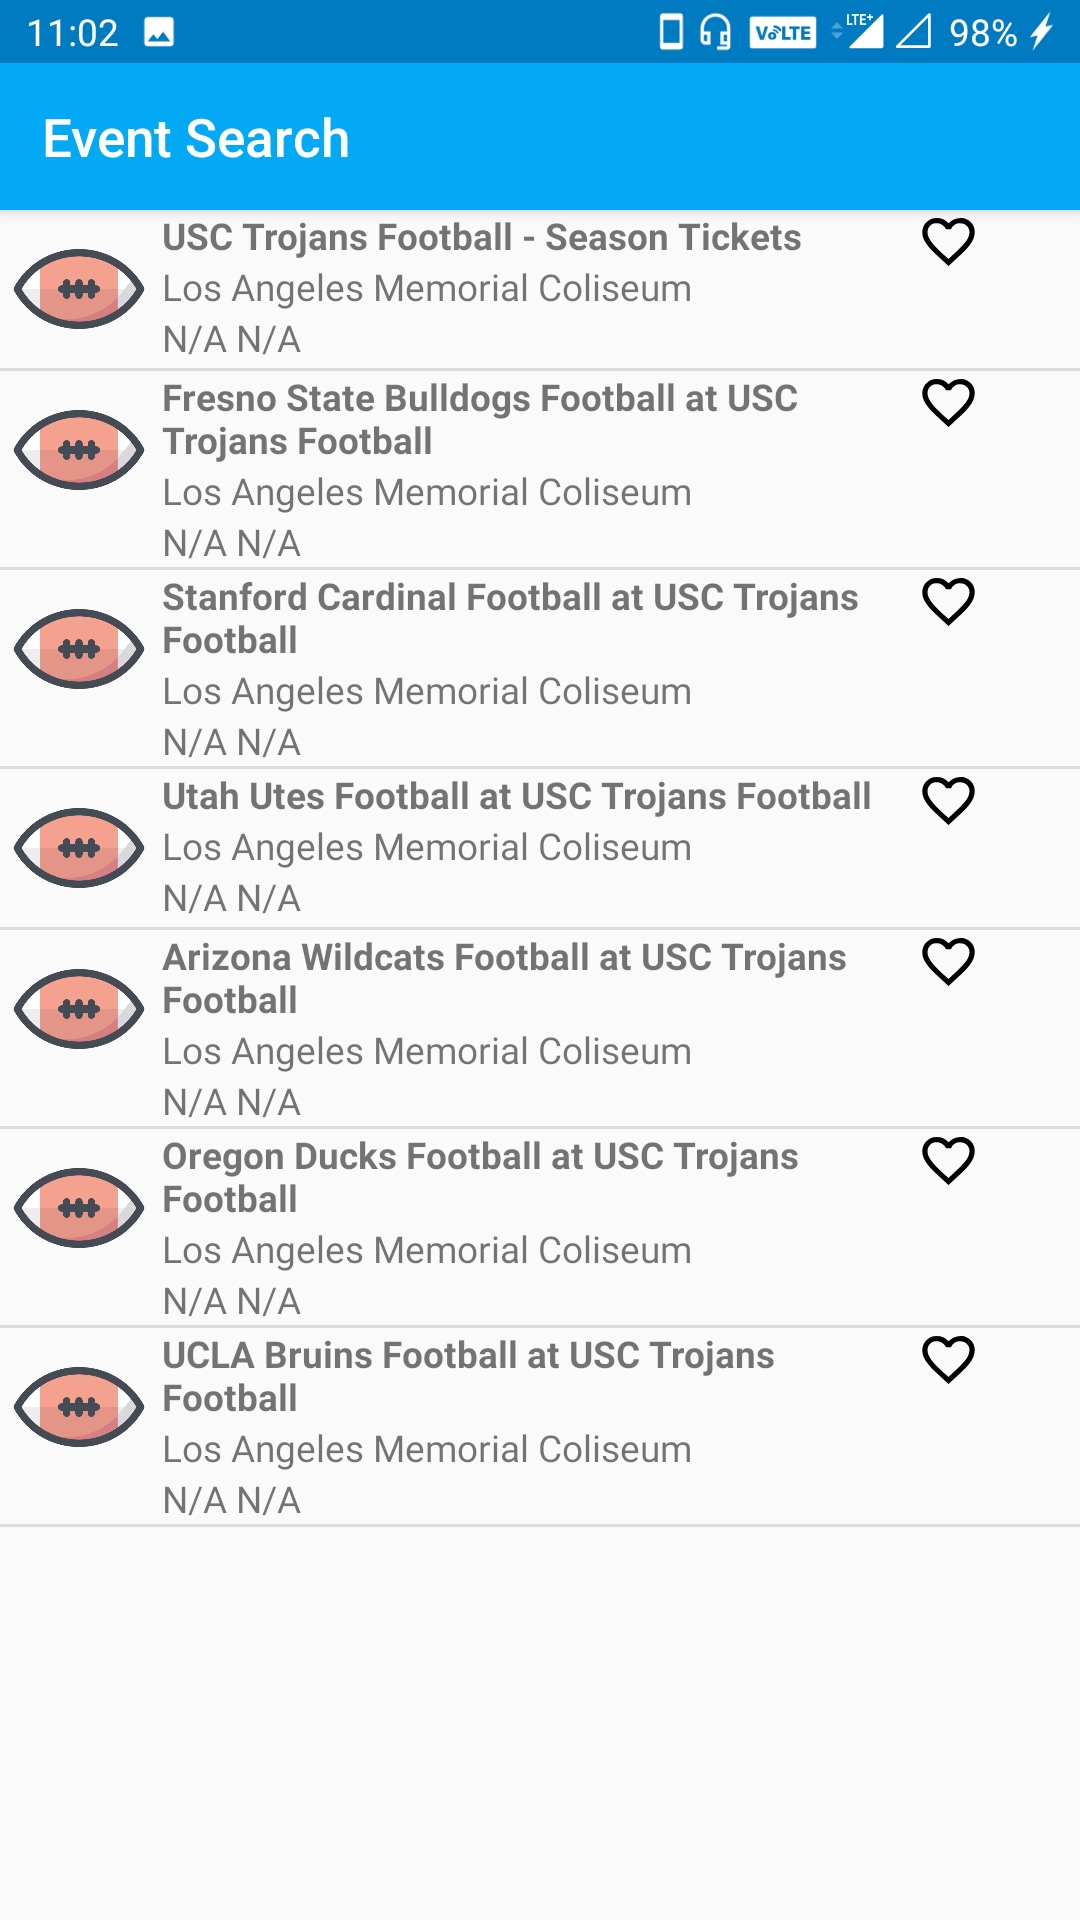 11:02 VoLTE LTE+ 98%
Event Search
USC Trojans Football - Season Tickets
Los Angeles Memorial Coliseum
N/A N/A
Fresno State Bulldogs Football at USC
Trojans Football
Los Angeles Memorial Coliseum
N/A N/A
Stanford Cardinal Football at USC Trojans
Football
Los Angeles Memorial Coliseum
N/A N/A
Utah Utes Football at USC Trojans Football
Los Angeles Memorial Coliseum
N/A N/A
Arizona Wildcats Football at USC Trojans
Football
Los Angeles Memorial Coliseum
N/A N/A
Oregon Ducks Football at USC Trojans
Football
Los Angeles Memorial Coliseum
N/A N/A
UCLA Bruins Football at USC Trojans
Football
Los Angeles Memorial Coliseum
N/A N/A